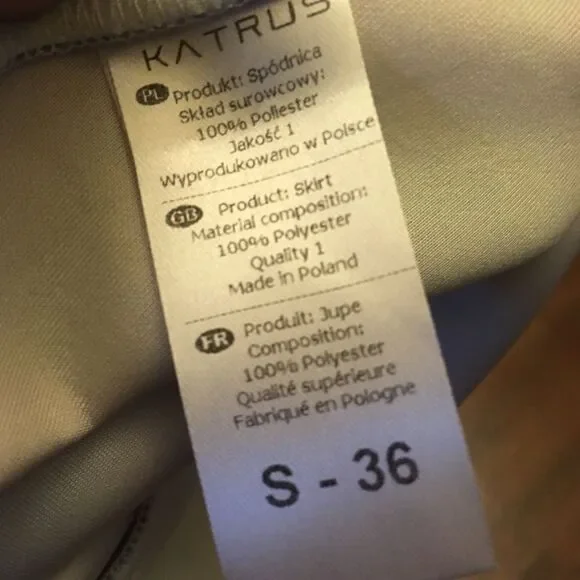 KATRUS
PL Produkt: Spódnica
Skład surowcowy:
100% Poliester
Jakość 1
Wyprodukowano w Polsce
GB Product: Skirt
Material composition:
100% Polyester
Quality 1
Made in Poland
FR Produit: Jupe
Composition:
100% Polyester
Qualité supérieure
Fabriqué en Pologne
S - 36